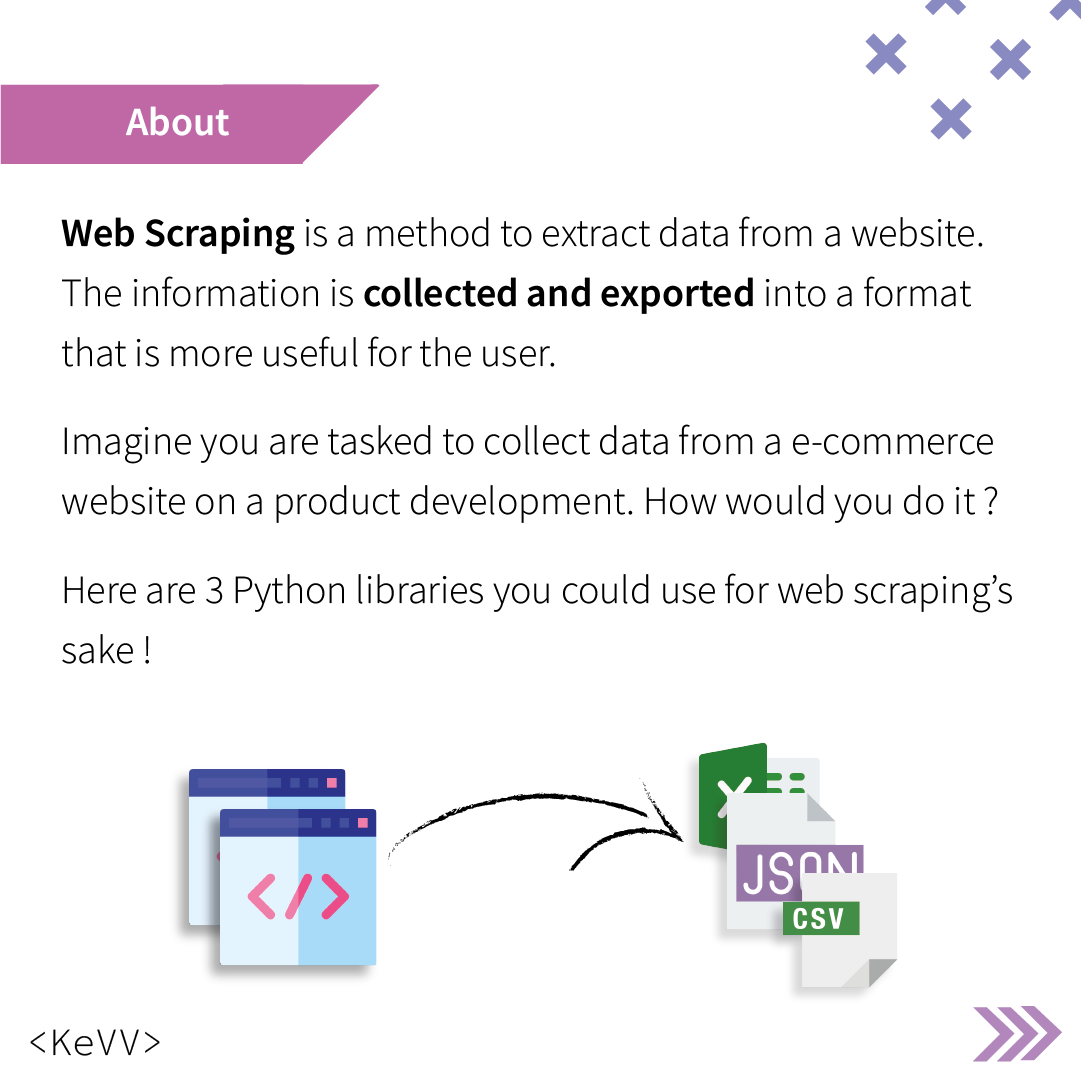 About
Web Scraping is a method to extract data from a website.
The information is collected and exported into a format
that is more useful for the user.
Imagine you are tasked to collect data from a e-commerce
website on a product development. How would you do it ?
Here are 3 Python libraries you could use for web scraping’s
sake !
</>
X
JSON
CSV
<KeVV>